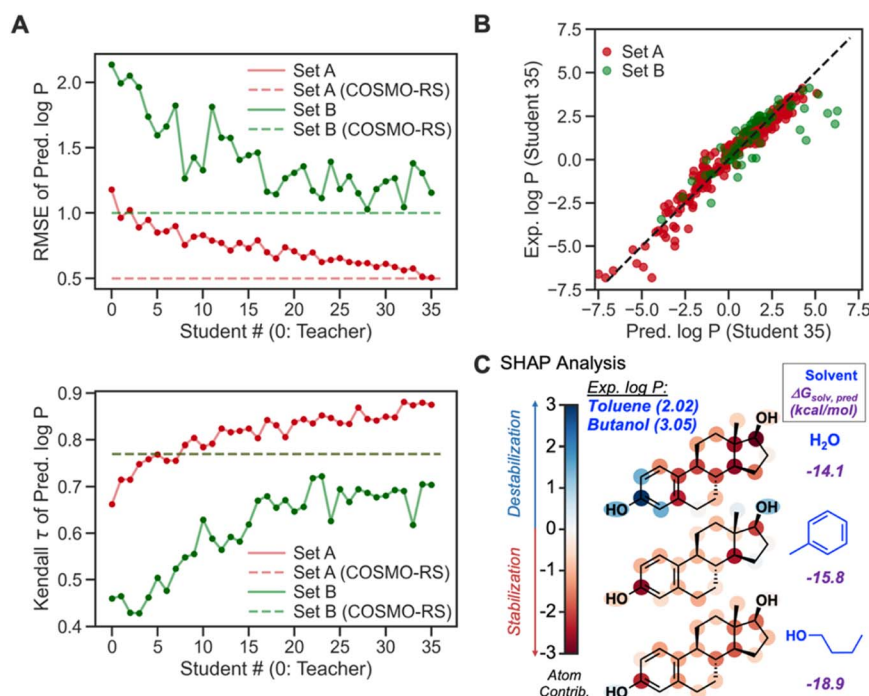 A
RMSE of Pred. log P
2.0
1.5
1.0
0.5
Set A
Set A (COSMO-RS)
Set B
Set B (COSMO-RS)
0 5 10 15 20 25 30 35
Student # (0: Teacher)
Kendall τ of Pred. log P
0.9
0.8
0.7
0.6
0.5
0.4
Set A
Set A (COSMO-RS)
Set B
Set B (COSMO-RS)
0 5 10 15 20 25 30 35
Student # (0: Teacher)
B
Exp. log P (Student 35)
7.5
5.0
2.5
0.0
−2.5
−5.0
−7.5
Set A
Set B
−7.5 −5.0 −2.5 0.0 2.5 5.0 7.5
Pred. log P (Student 35)
C SHAP Analysis
Destabilization
Stabilization
3
2
1
0
-1
-2
-3
Atom
Contrib.
Exp. log P:
Toluene (2.02)
Butanol (3.05)
Solvent
ΔGsolv, pred
(kcal/mol)
OH
HO
H₂O
-14.1
OH
HO
-15.8
OH
HO
HO
-18.9